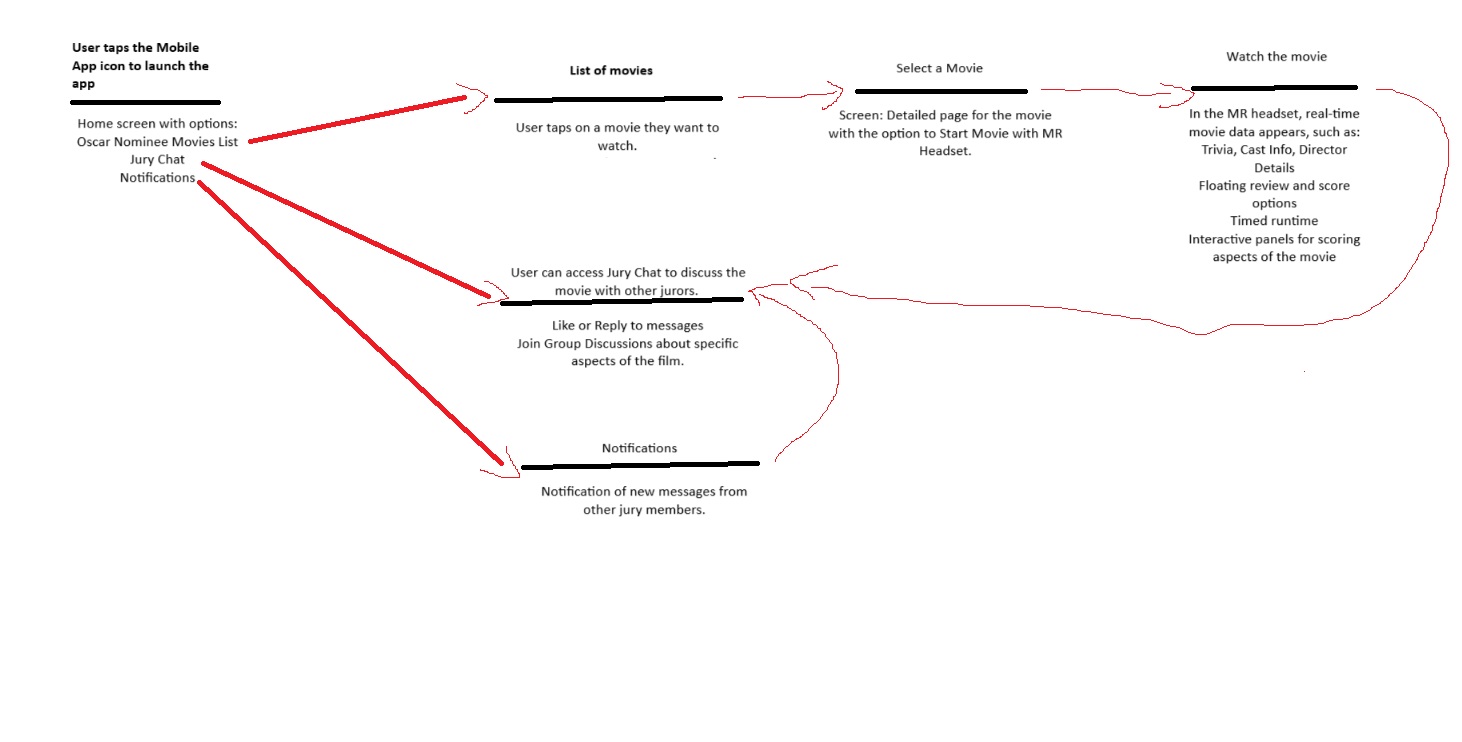 User taps the Mobile
App icon to launch the
app
Home screen with options:
Oscar Nominee Movies List
Jury Chat
Notifications
List of movies
User taps on a movie they want to
watch.
Select a Movie
Screen: Detailed page for the movie
with the option to Start Movie with MR
Headset.
Watch the movie
In the MR headset, real-time
movie data appears, such as:
Trivia, Cast Info, Director
Details
Floating review and score
options
Timed runtime
Interactive panels for scoring
aspects of the movie
User can access Jury Chat to discuss the
movie with other jurors.
Like or Reply to messages
Join Group Discussions about specific
aspects of the film.
Notifications
Notification of new messages from
other jury members.